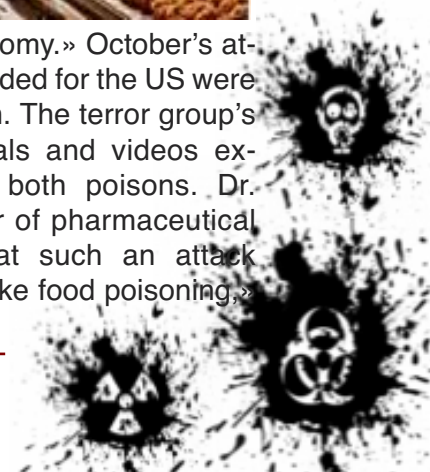 omy.» October's at-
ded for the US were
. The terror group's
als and videos ex-
both poisons. Dr.
r of pharmaceutical
at such an attack
ke food poisoning,»